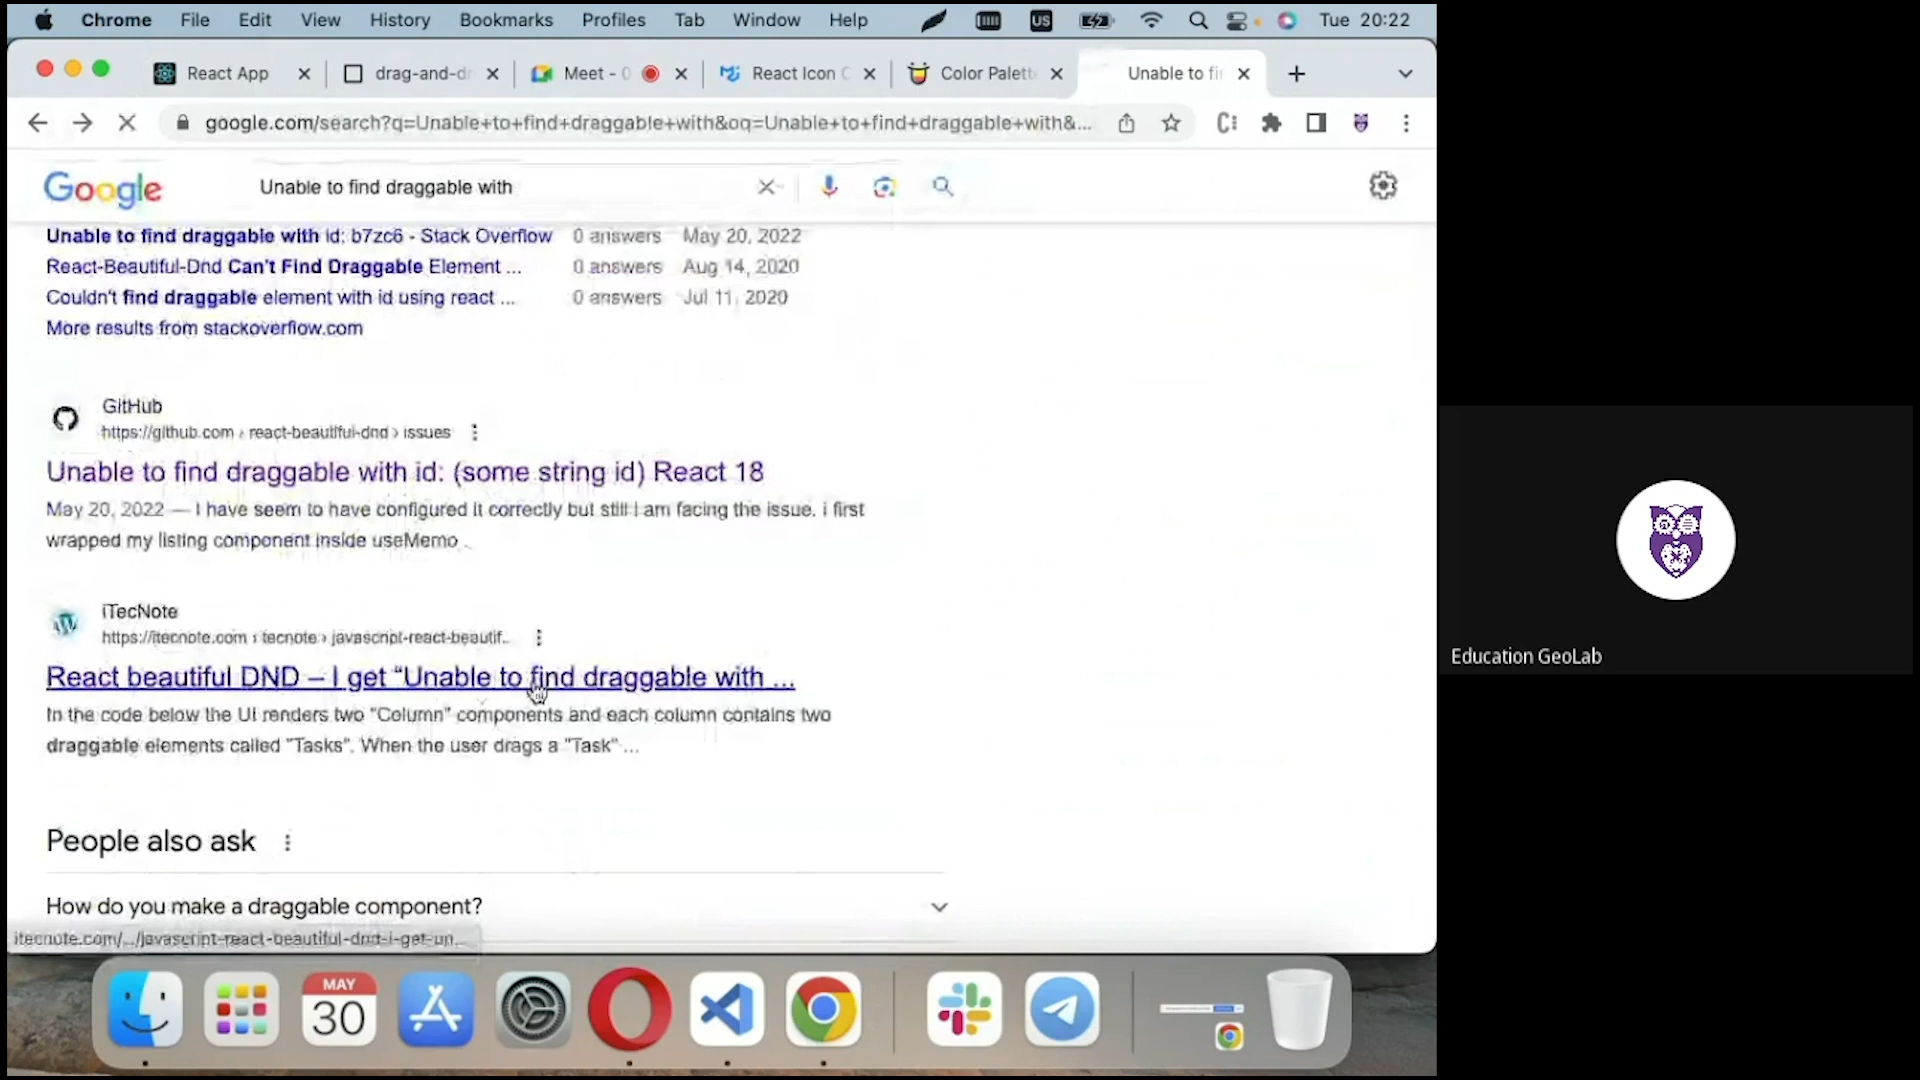 Chrome File Edit View History Bookmarks Profiles Tab Window Help US Tue 20:22
React App drag-and-d Meet - React Icon Color Palett Unable to fi
google.com/search?q=Unable+to+find+draggable+with&oq=Unable+to+find+draggable+with&...
Google Unable to find draggable with
Unable to find draggable with id: b7zc6 - Stack Overflow 0 answers May 20, 2022
React-Beautiful-Dnd Can't Find Draggable Element ... 0 answers Aug 14, 2020
Couldn't find draggable element with id using react ... 0 answers Jul 11, 2020
More results from stackoverflow.com
GitHub
https://github.com › react-beautiful-dnd › issues
Unable to find draggable with id: (some string id) React 18
May 20, 2022 — I have seem to have configured it correctly but still I am facing the issue. i first
wrapped my listing component inside useMemo .
iTecNote
https://itecnote.com › tecnote › javascript-react-beautif...
React beautiful DND – I get “Unable to find draggable with ...
In the code below the UI renders two "Column" components and each column contains two
draggable elements called "Tasks". When the user drags a "Task" ...
Education GeoLab
People also ask
How do you make a draggable component?
itecnote.com/.../javascript-react-beautiful-dnd-i-get-un...
MAY
30